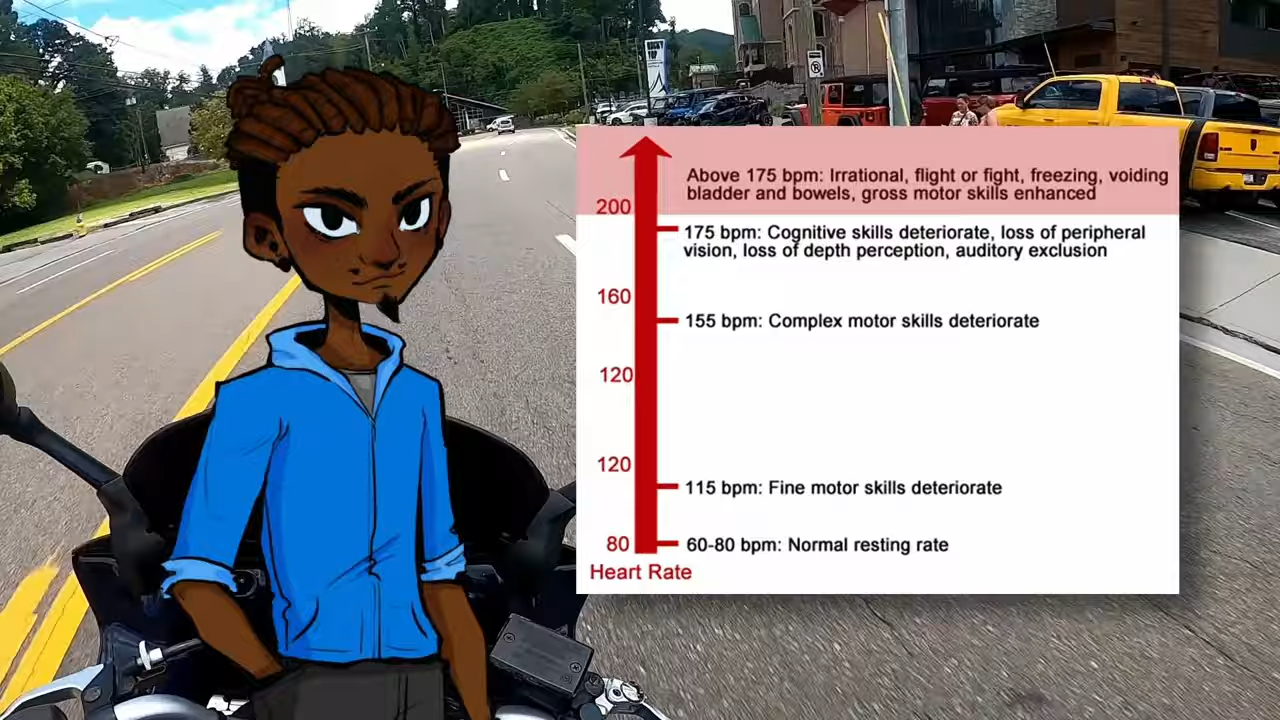 Above 175 bpm: Irrational, flight or fight, freezing, voiding
bladder and bowels, gross motor skills enhanced
200
175 bpm: Cognitive skills deteriorate, loss of peripheral
vision, loss of depth perception, auditory exclusion
160
155 bpm: Complex motor skills deteriorate
120
120
115 bpm: Fine motor skills deteriorate
80
60-80 bpm: Normal resting rate
Heart Rate